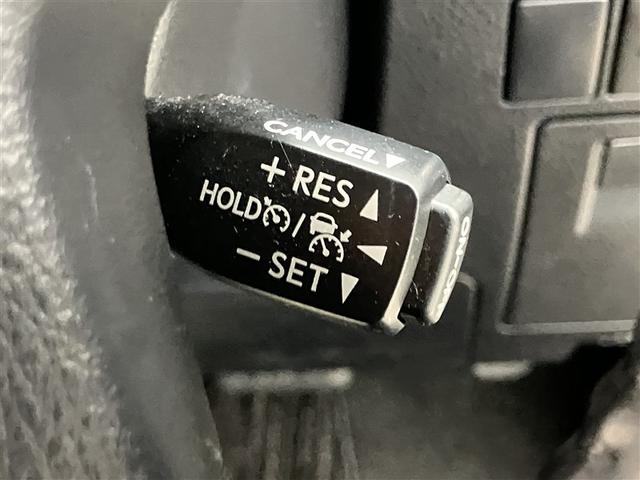 CANCEL▼
+ RES ▲
HOLD / ◀
− SET ▼